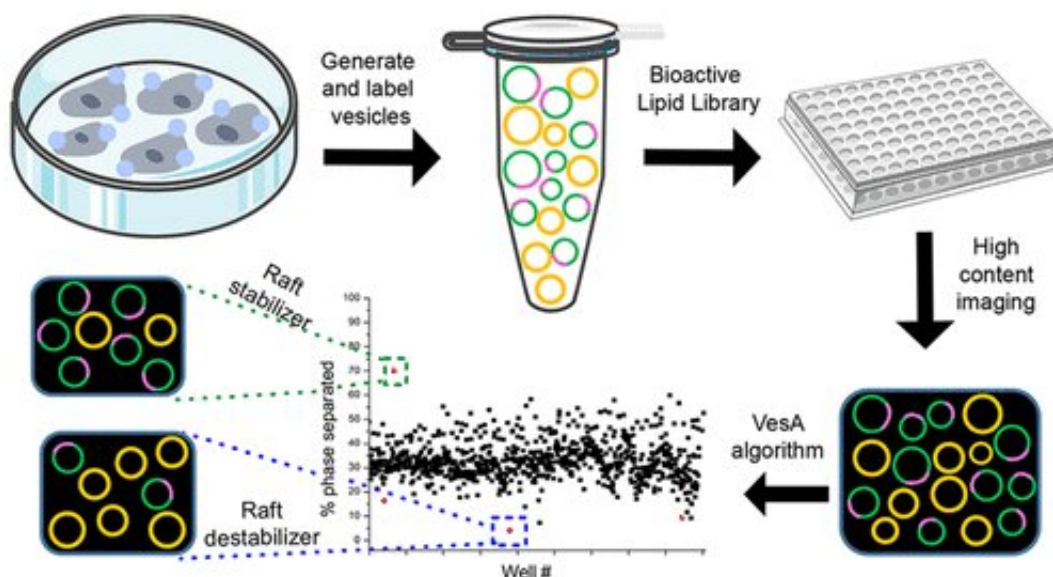 Generate
and label
vesicles
Bioactive
Lipid Library
High
content
imaging
VesA
algorithm
Raft
stabilizer
Raft
destabilizer
% phase separated
100
90
80
70
60
50
40
30
20
10
0
Well #